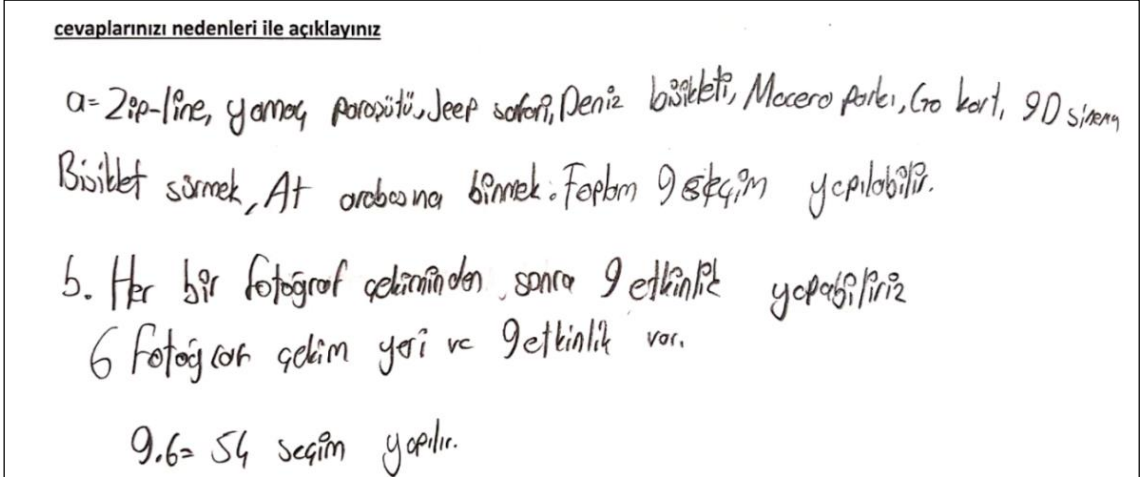 cevaplarınızı nedenleri ile açıklayınız
a= Zip-line, yamaç paraşütü, Jeep safari, Deniz bisikleti, Macera parkı, Go kart, 9D sinema
Bisiklet sürmek, At arabasına binmek. Toplam 9 seçim yapılabilir.
b. Her bir fotoğraf çekiminden sonra 9 etkinlik yapabiliriz
6 fotoğraf çekim yeri ve 9 etkinlik var.
9.6= 54 seçim yapılır.